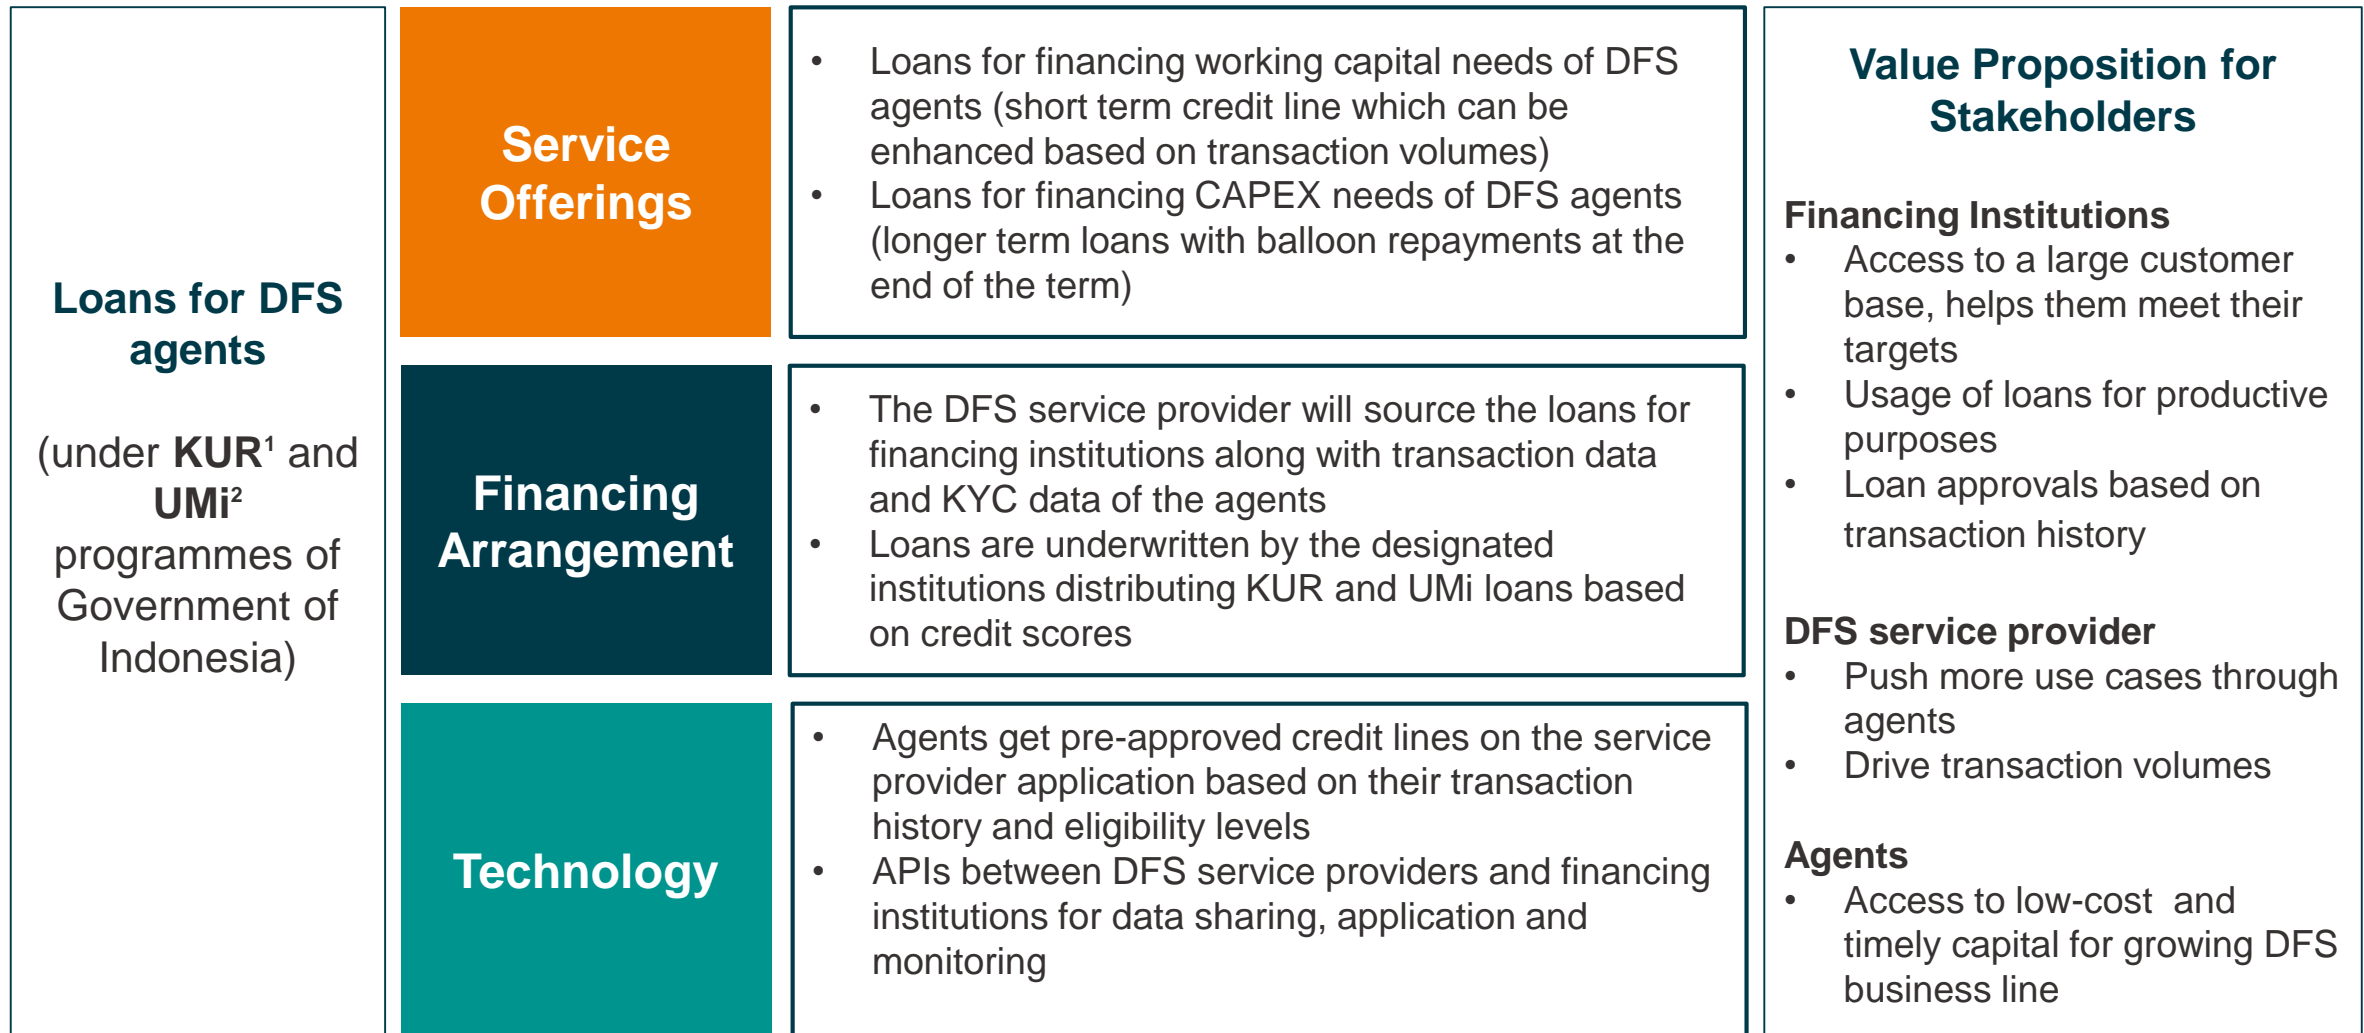 Loans for DFS
agents
(under KUR¹ and
UMi²
programmes of
Government of
Indonesia)
Service
Offerings
• Loans for financing working capital needs of DFS
agents (short term credit line which can be
enhanced based on transaction volumes)
• Loans for financing CAPEX needs of DFS agents
(longer term loans with balloon repayments at the
end of the term)
Financing
Arrangement
• The DFS service provider will source the loans for
financing institutions along with transaction data
and KYC data of the agents
• Loans are underwritten by the designated
institutions distributing KUR and UMi loans based
on credit scores
Technology
• Agents get pre-approved credit lines on the service
provider application based on their transaction
history and eligibility levels
• APIs between DFS service providers and financing
institutions for data sharing, application and
monitoring
Value Proposition for
Stakeholders
Financing Institutions
• Access to a large customer
base, helps them meet their
targets
• Usage of loans for productive
purposes
• Loan approvals based on
transaction history
DFS service provider
• Push more use cases through
agents
• Drive transaction volumes
Agents
• Access to low-cost and
timely capital for growing DFS
business line